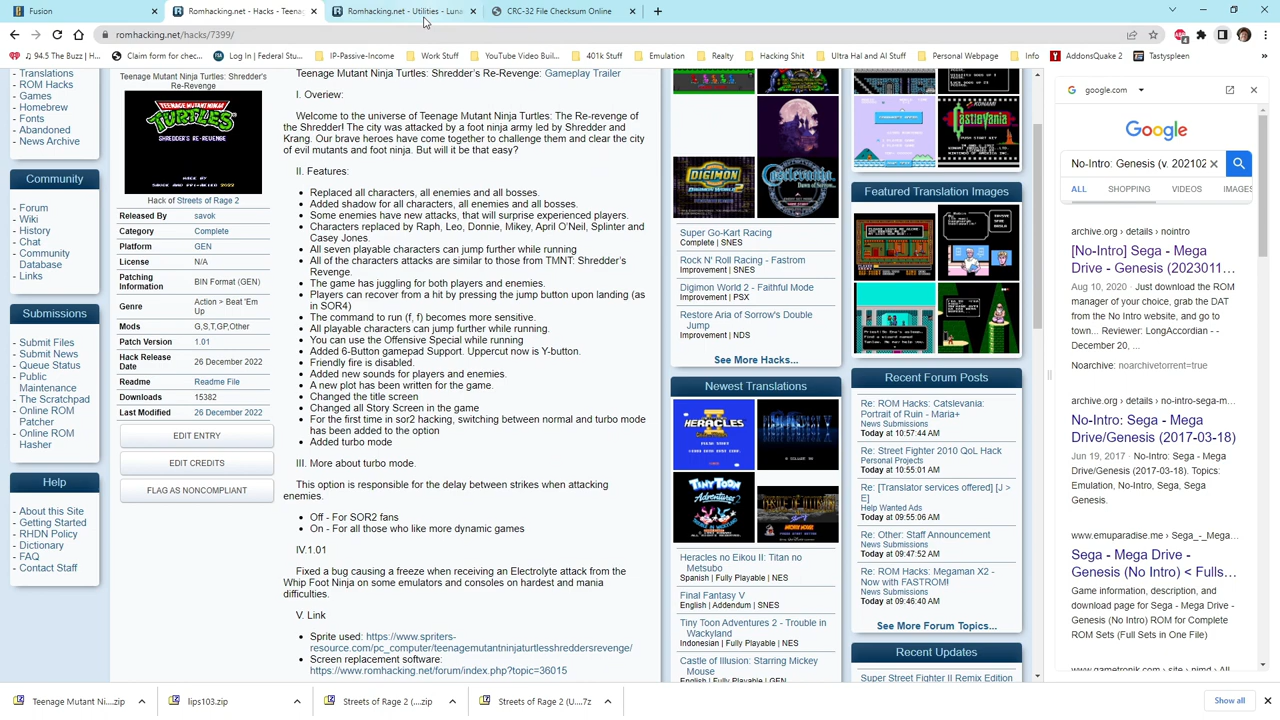 Fusion
Romhacking.net - Hacks - Teena
Romhacking.net - Utilities - Luna
CRC-32 File Checksum Online
romhacking.net/hacks/7399/
94.5 The Buzz | Ho...
Claim form for chec...
Log In | Federal Stu...
IP-Passive-Income
Work Stuff
YouTube Video Buil...
401k Stuff
Emulation
Realty
Hacking Shit
Ultra Hal and AI Stuff
Personal Pages
Info
AddonsQuake 2
Tastyspleen
Translations
ROM Hacks
Games
Homebrew
Fonts
Abandoned
News Archive
Community
Forum
Wiki
History
Chat
Community
Database
Links
Submissions
Submit Files
Submit News
Queue Status
Public
Maintenance
The Scratchpad
Online ROM
Patcher
Online ROM
Hasher
Help
About this Site
Getting Started
RHDN Policy
Dictionary
FAQ
Contact Staff
Teenage Mutant Ninja Turtles: Shredder's
Re-Revenge
TEENAGE MUTANT NINJA
TURTLES
SHREDDER'S REVENGE
Hack of Streets of Rage 2
Released By savok
Category Complete
Platform GEN
License N/A
Patching
Information BIN Format (GEN)
Genre Action > Beat 'Em
Up
Mods G,S,T,GP,Other
Patch Version 1.01
Hack Release
Date 26 December 2022
Readme Readme File
Downloads 15382
Last Modified 26 December 2022
EDIT ENTRY
EDIT CREDITS
FLAG AS NONCOMPLIANT
Teenage Mutant Ninja Turtles:Shredder's Re-Revenge: Gameplay Trailer
I. Overiew:
Welcome to the universe of Teenage Mutant Ninja Turtles: The Re-revenge of
the Shredder! The city was attacked by a foot ninja army led by Shredder and
Krang. Our brave heroes have come together to challenge them and clear the city
of evil mutants and foot ninja. But will it be that easy?
II. Features:
• Replaced all characters, all enemies and all bosses.
• Added shadow for all characters, all enemies and all bosses.
• Some enemies have new attacks, that will surprise experienced players.
• Characters replaced by Raph, Leo, Donnie, Mikey, April O'Neil, Splinter and
Casey Jones.
• All seven playable characters can jump further while running
• All of the characters attacks are similar to those from TMNT: Shredder's
Revenge.
• The game has juggling for both players and enemies.
• Players can recover from a hit by pressing the jump button upon landing (as
in SOR4)
• The command to run (f, f) becomes more sensitive.
• All playable characters can jump further while running.
• You can use the Offensive Special while running
• Added 6-Button gamepad Support. Uppercut now is Y-button.
• Friendly fire is disabled.
• Added new sounds for players and enemies.
• A new plot has been written for the game.
• Changed the title screen
• Changed all Story Screen in the game
• For the first time in sor2 hacking, switching between normal and turbo mode
has been added to the option
• Added turbo mode
III. More about turbo mode.
This option is responsible for the delay between strikes when attacking
enemies.
• Off - For SOR2 fans
• On - For all those who like more dynamic games
IV.1.01
Fixed a bug causing a freeze when receiving an Electrolyte attack from the
Whip Foot Ninja on some emulators and consoles on hardest and mania
difficulties.
V. Link
• Sprite used: https://www.spriters-
resource.com/pc_computer/teenagemutantninjaturtlesshreddersrevenge/
• Screen replacement software:
https://www.romhacking.net/forum/index.php?topic=36015
DIGIMON
Castlevania
Super Go-Kart Racing
Complete | SNES
Rock N' Roll Racing - Fastrom
Improvement | SNES
Digimon World 2 - Faithful Mode
Improvement | PSX
Restore Aria of Sorrow's Double
Jump
Improvement | NDS
See More Hacks...
Newest Translations
HERACLES
Tiny Toon
Heracles no Eikou II: Titan no
Metsubo
Spanish | Fully Playable | NES
Final Fantasy V
English | Addendum | SNES
Tiny Toon Adventures 2 - Trouble in
Wackyland
Indonesian | Fully Playable | NES
Castle of Illusion: Starring Mickey
Mouse
English | Fully Playable | GEN
Castlevania
Featured Translation Images
Recent Forum Posts
Re: ROM Hacks: Catslevania:
Portrait of Ruin - Maria+
News Submissions
Today at 10:57:44 AM
Re: Street Fighter 2010 QoL Hack
Personal Projects
Today at 10:55:01 AM
Re: [Translator services offered] [J >
E]
Help Wanted Ads
Today at 09:55:06 AM
Re: Other: Staff Announcement
News Submissions
Today at 09:47:52 AM
Re: ROM Hacks: Megaman X2 -
Now with FASTROM!
News Submissions
Today at 09:46:40 AM
See More Forum Topics...
Recent Updates
Super Street Fighter II Remix Edition
google.com
Google
No-Intro: Genesis (v. 202102
ALL SHOPPING VIDEOS IMAGES
archive.org › details › nointro
[No-Intro] Sega - Mega
Drive - Genesis (2023011...
Aug 10, 2020 - Just download the ROM
manager of your choice, grab the DAT
from the No Intro website, and go to
town... Reviewer: LongAccordian - -
December 20, ...
Noarchive: noarchivetorrent=true
archive.org › details › no-intro-sega-m...
No-Intro: Sega - Mega
Drive/Genesis (2017-03-18)
Jun 19, 2017 · No-Intro: Sega - Mega
Drive/Genesis (2017-03-18). Topics:
Emulation, No-Intro, Sega, Sega
Genesis.
www.emuparadise.me › Sega_-_Mega...
Sega - Mega Drive -
Genesis (No Intro) < Fulls...
Game information, description, and
download page for Sega - Mega Drive -
Genesis (No Intro) ROM for Complete
ROM Sets (Full Sets in One File)
Teenage Mutant Ni....zip
lips103.zip
Streets of Rage 2 (....zip
Streets of Rage 2 (U....7z
Show all